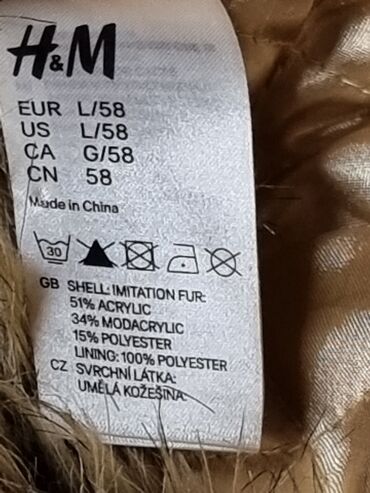 H&M
EUR L/58
US L/58
CA G/58
CN 58
Made in China
30
GB SHELL: IMITATION FUR:
51% ACRYLIC
34% MODACRYLIC
15% POLYESTER
LINING: 100% POLYESTER
CZ SVRCHNÍ LÁTKA:
UMĚLÁ KOŽEŠINA